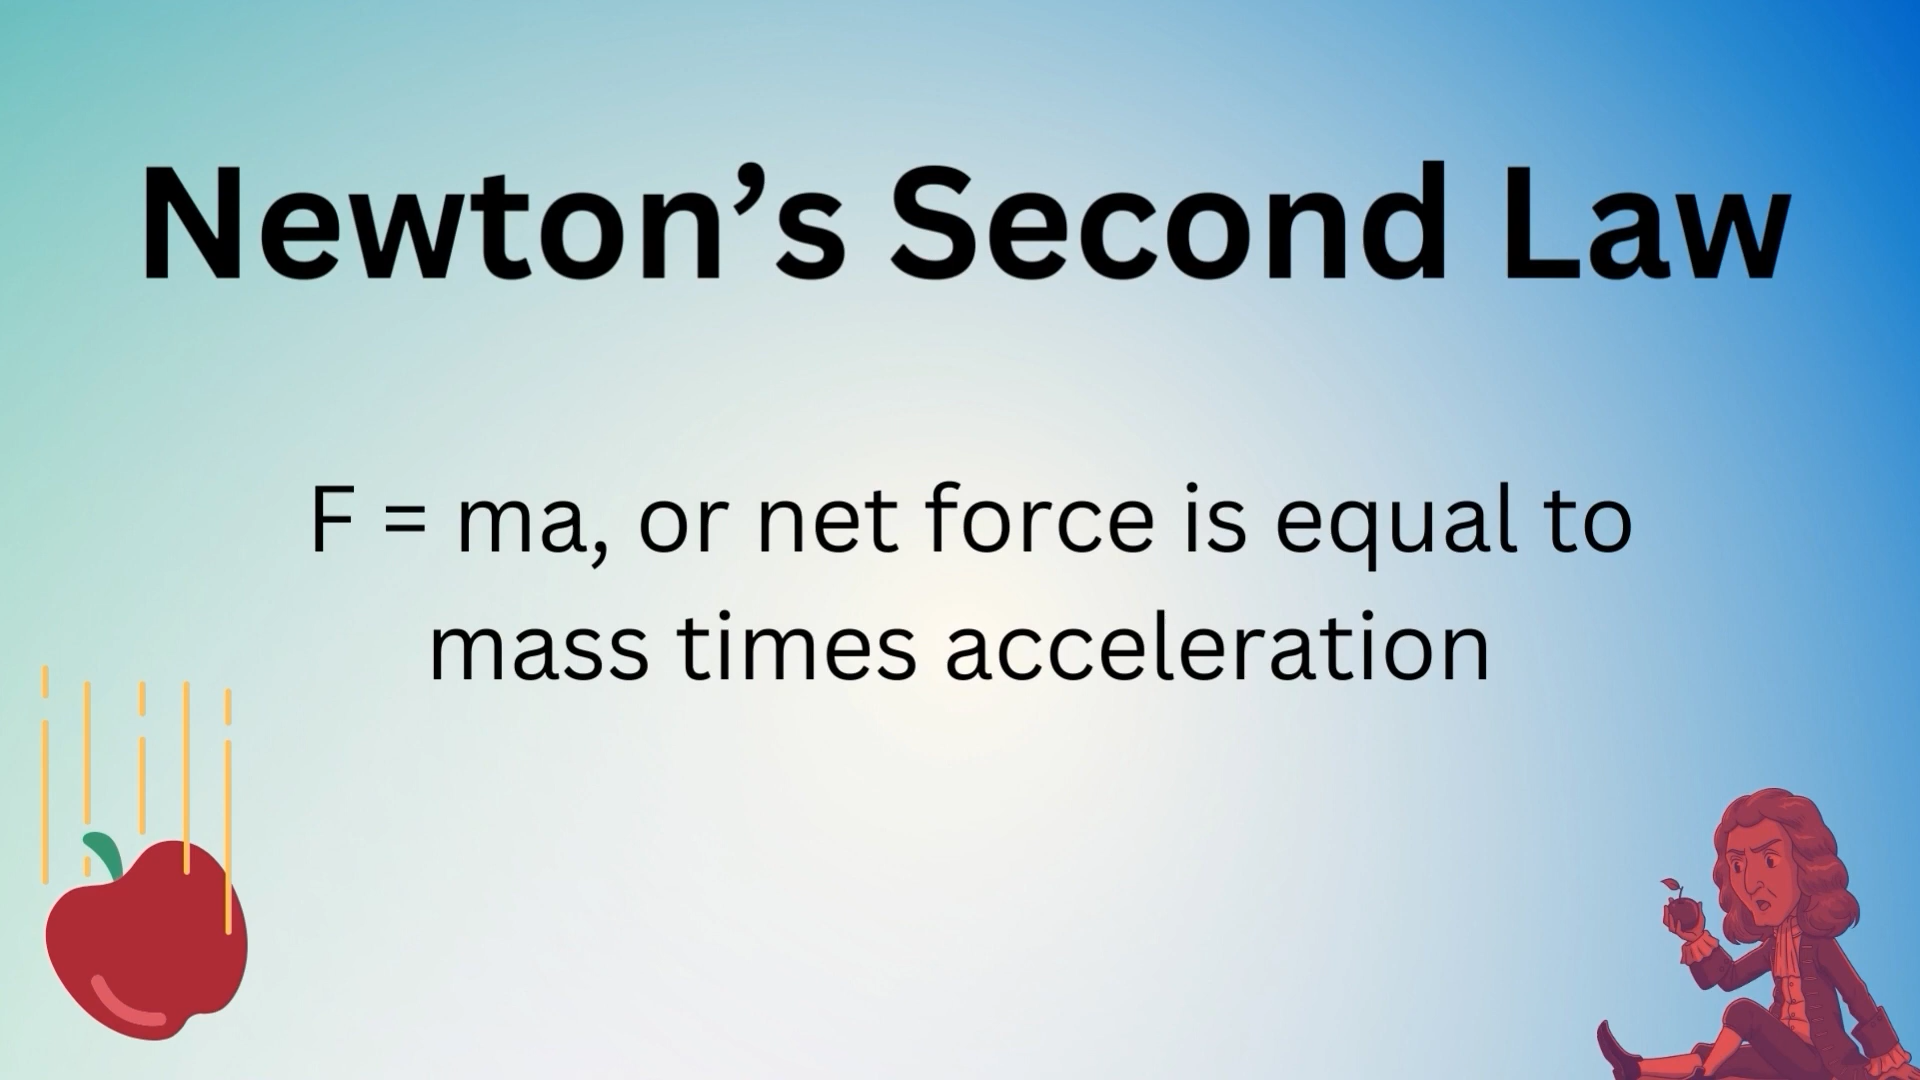 Newton’s Second Law
F = ma, or net force is equal to
mass times acceleration